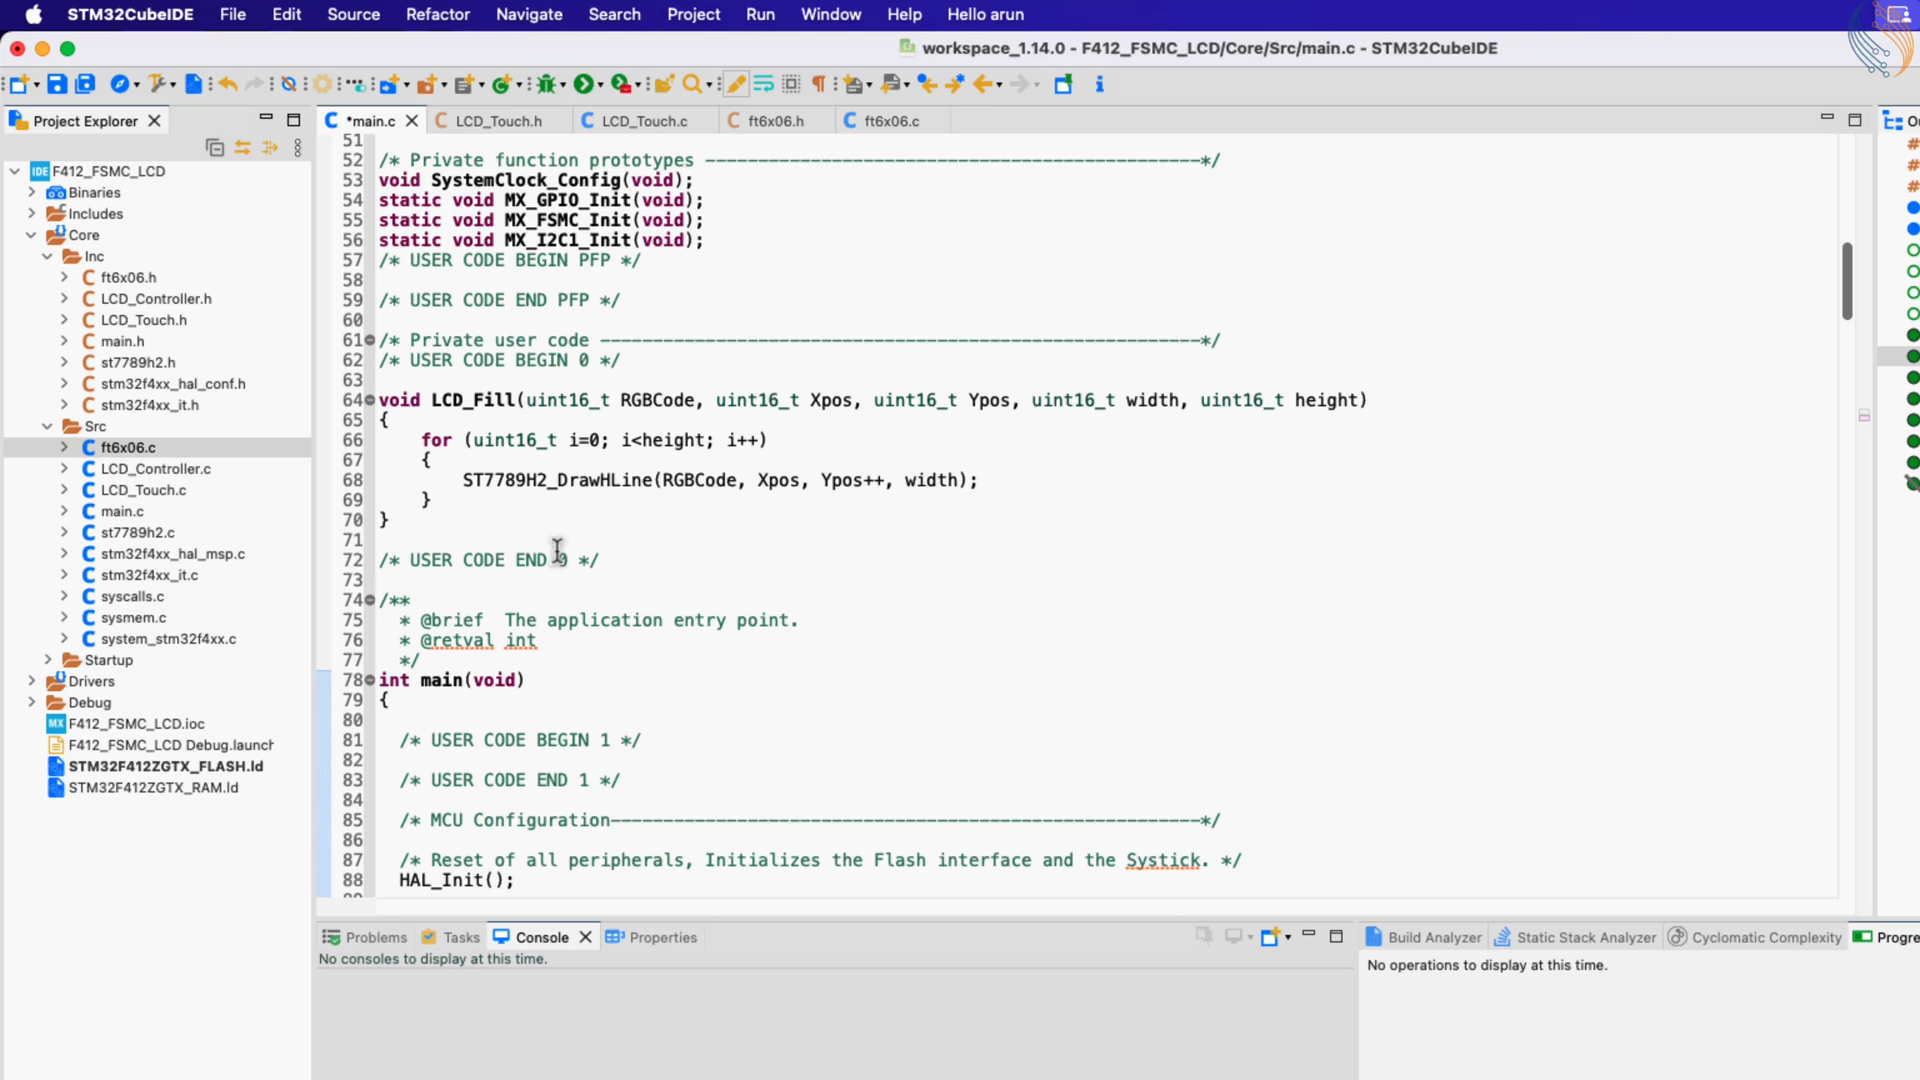 STM32CubeIDE File Edit Source Refactor Navigate Search Project Run Window Help Hello arun
workspace_1.14.0 - F412_FSMC_LCD/Core/Src/main.c - STM32CubeIDE
Project Explorer
*main.c LCD_Touch.h LCD_Touch.c ft6x06.h ft6x06.c
F412_FSMC_LCD
Binaries
Includes
Core
Inc
ft6x06.h
LCD_Controller.h
LCD_Touch.h
main.h
st7789h2.h
stm32f4xx_hal_conf.h
stm32f4xx_it.h
Src
ft6x06.c
LCD_Controller.c
LCD_Touch.c
main.c
st7789h2.c
stm32f4xx_hal_msp.c
stm32f4xx_it.c
syscalls.c
sysmem.c
system_stm32f4xx.c
Startup
Drivers
Debug
F412_FSMC_LCD.ioc
F412_FSMC_LCD Debug.launch
STM32F412ZGTX_FLASH.ld
STM32F412ZGTX_RAM.ld
51
52 /* Private function prototypes -----------------------------------------------*/
53 void SystemClock_Config(void);
54 static void MX_GPIO_Init(void);
55 static void MX_FSMC_Init(void);
56 static void MX_I2C1_Init(void);
57 /* USER CODE BEGIN PFP */
58
59 /* USER CODE END PFP */
60
61 /* Private user code ---------------------------------------------------------*/
62 /* USER CODE BEGIN 0 */
63
64 void LCD_Fill(uint16_t RGBCode, uint16_t Xpos, uint16_t Ypos, uint16_t width, uint16_t height)
65 {
66 for (uint16_t i=0; i<height; i++)
67 {
68 ST7789H2_DrawHLine(RGBCode, Xpos, Ypos++, width);
69 }
70 }
71
72 /* USER CODE END 0 */
73
74 /**
75 * @brief  The application entry point.
76 * @retval int
77 */
78 int main(void)
79 {
80
81 /* USER CODE BEGIN 1 */
82
83 /* USER CODE END 1 */
84
85 /* MCU Configuration--------------------------------------------------------*/
86
87 /* Reset of all peripherals, Initializes the Flash interface and the Systick. */
88 HAL_Init();
Problems Tasks Console Properties
No consoles to display at this time.
Build Analyzer Static Stack Analyzer Cyclomatic Complexity Progre
No operations to display at this time.